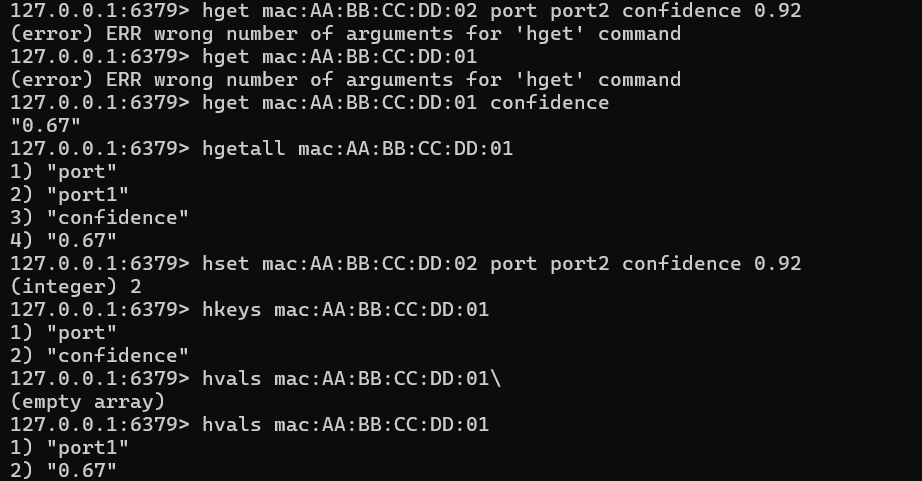 127.0.0.1:6379> hget mac:AA:BB:CC:DD:02 port port2 confidence 0.92
(error) ERR wrong number of arguments for 'hget' command
127.0.0.1:6379> hget mac:AA:BB:CC:DD:01
(error) ERR wrong number of arguments for 'hget' command
127.0.0.1:6379> hget mac:AA:BB:CC:DD:01 confidence
"0.67"
127.0.0.1:6379> hgetall mac:AA:BB:CC:DD:01
1) "port"
2) "port1"
3) "confidence"
4) "0.67"
127.0.0.1:6379> hset mac:AA:BB:CC:DD:02 port port2 confidence 0.92
(integer) 2
127.0.0.1:6379> hkeys mac:AA:BB:CC:DD:01
1) "port"
2) "confidence"
127.0.0.1:6379> hvals mac:AA:BB:CC:DD:01\
(empty array)
127.0.0.1:6379> hvals mac:AA:BB:CC:DD:01
1) "port1"
2) "0.67"